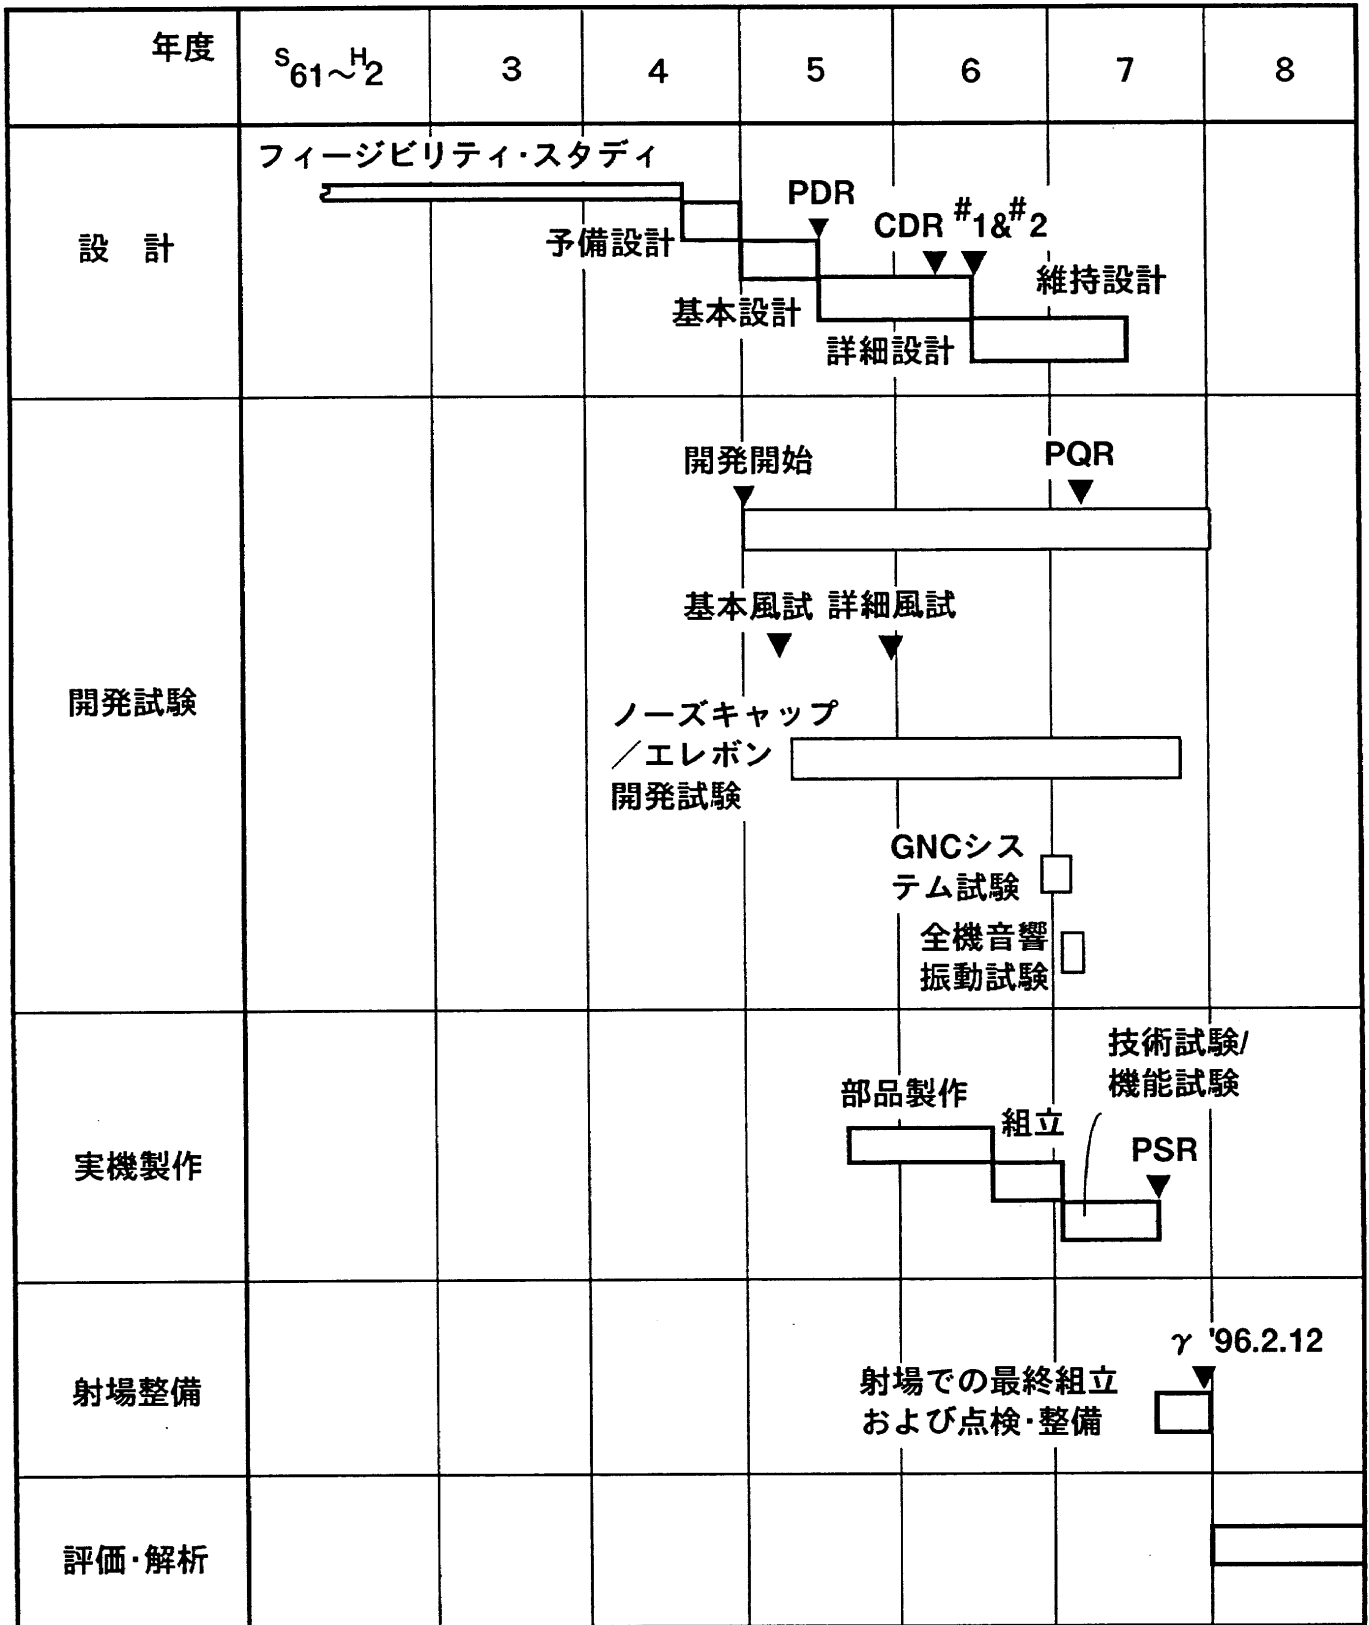 年度 S61～H2 3 4 5 6 7 8
フィージビリティ・スタディ
PDR
CDR #1&#2
設 計
予備設計
維持設計
基本設計
詳細設計
開発開始
PQR
基本風試 詳細風試
開発試験
ノーズキャップ
／エレボン
開発試験
GNCシス
テム試験
全機音響
振動試験
技術試験/
機能試験
部品製作
組立
実機製作
PSR
γ '96.2.12
射場整備
射場での最終組立
および点検・整備
評価・解析